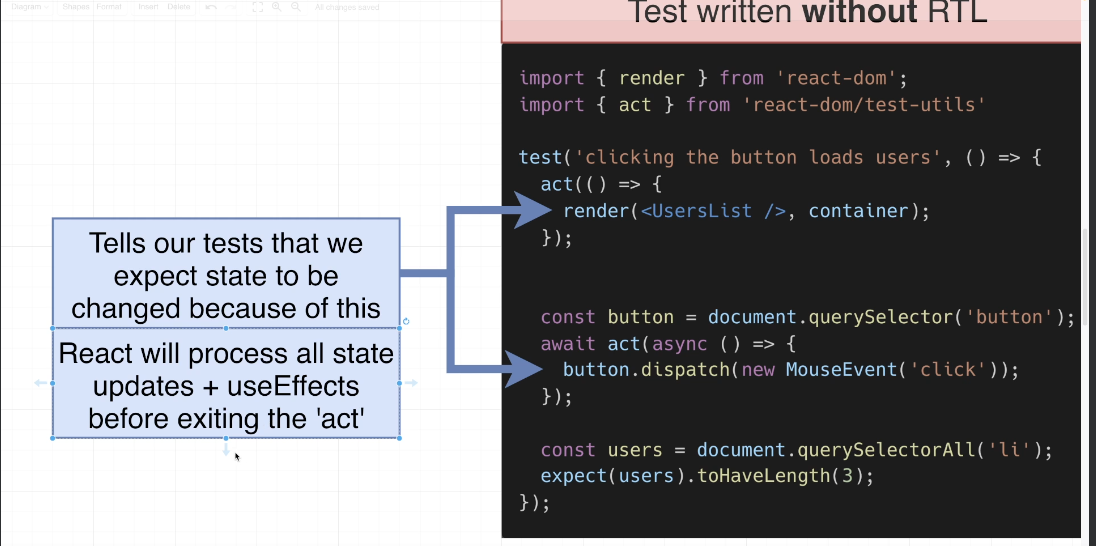 Diagram Shapes Format Insert Delete All changes saved
Test written without RTL
import { render } from 'react-dom';
import { act } from 'react-dom/test-utils'
test('clicking the button loads users', () => {
act(() => {
render(<UsersList />, container);
});
const button = document.querySelector('button');
await act(async () => {
button.dispatch(new MouseEvent('click'));
});
const users = document.querySelectorAll('li');
expect(users).toHaveLength(3);
});
Tells our tests that we
expect state to be
changed because of this
React will process all state
updates + useEffects
before exiting the 'act'